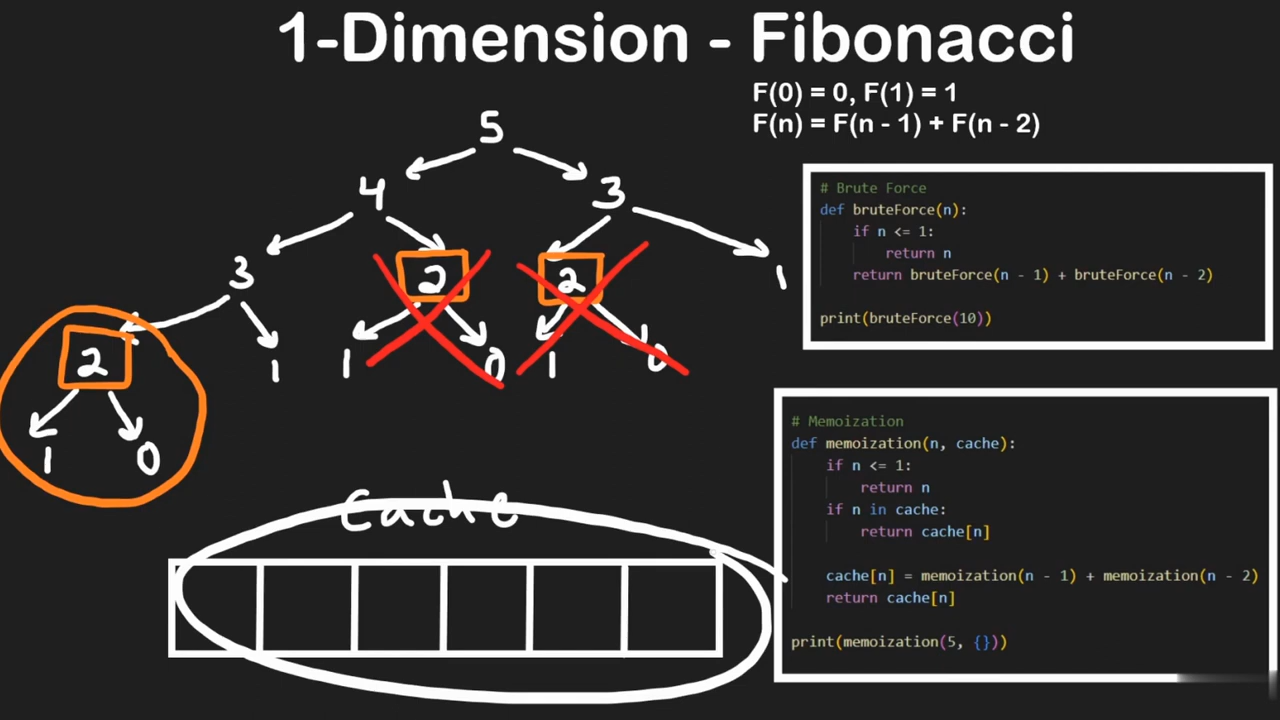 1-Dimension - Fibonacci
F(0) = 0, F(1) = 1
F(n) = F(n - 1) + F(n - 2)
5
4 3
3 2 2 1
2 1 1 0 1 0
1 0
cache
# Brute Force
def bruteForce(n):
if n <= 1:
return n
return bruteForce(n - 1) + bruteForce(n - 2)
print(bruteForce(10))
# Memoization
def memoization(n, cache):
if n <= 1:
return n
if n in cache:
return cache[n]
cache[n] = memoization(n - 1) + memoization(n - 2)
return cache[n]
print(memoization(5, {}))